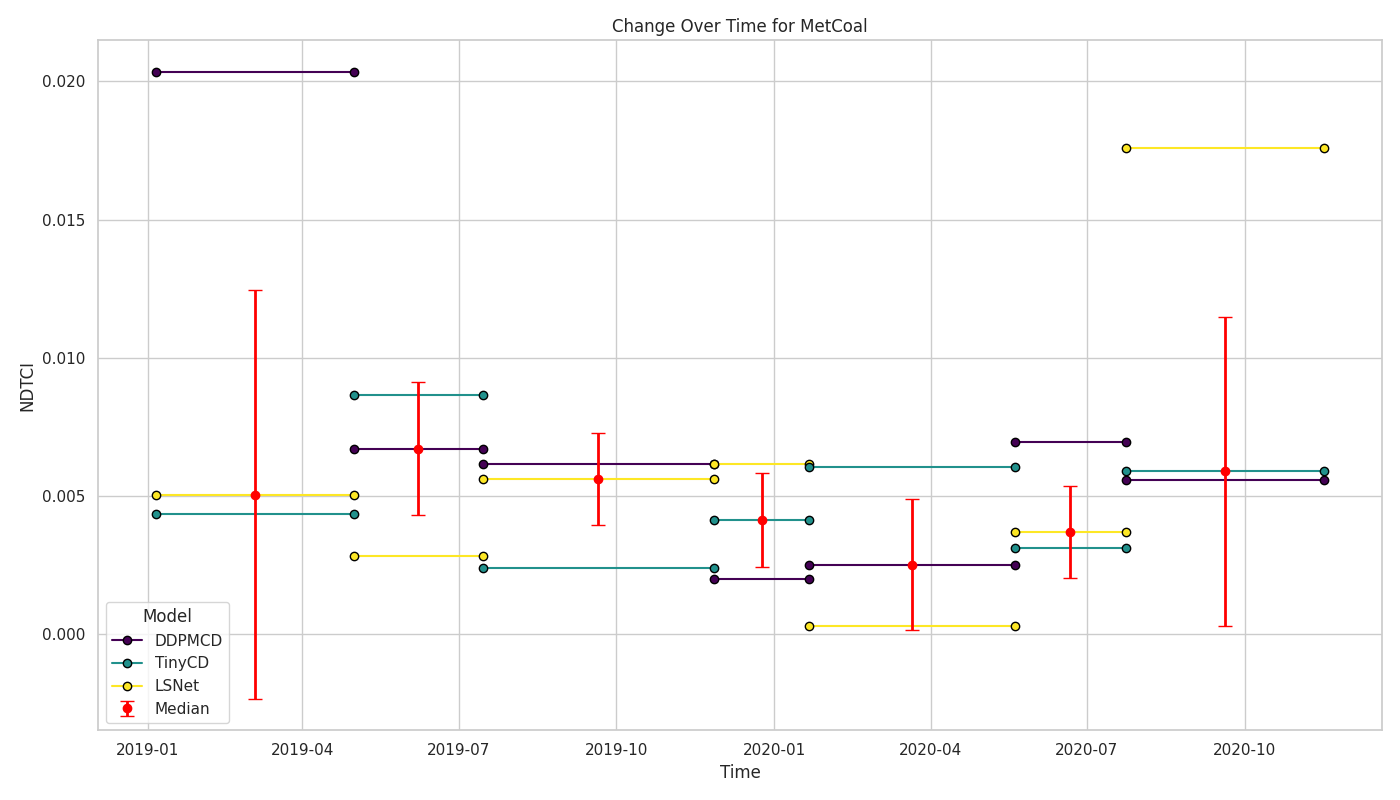 Change Over Time for MetCoal
0.020
0.015
0.010
0.005
0.000
NDTCI
Model
DDPMCD
TinyCD
LSNet
Median
2019-01
2019-04
2019-07
2019-10
2020-01
2020-04
2020-07
2020-10
Time